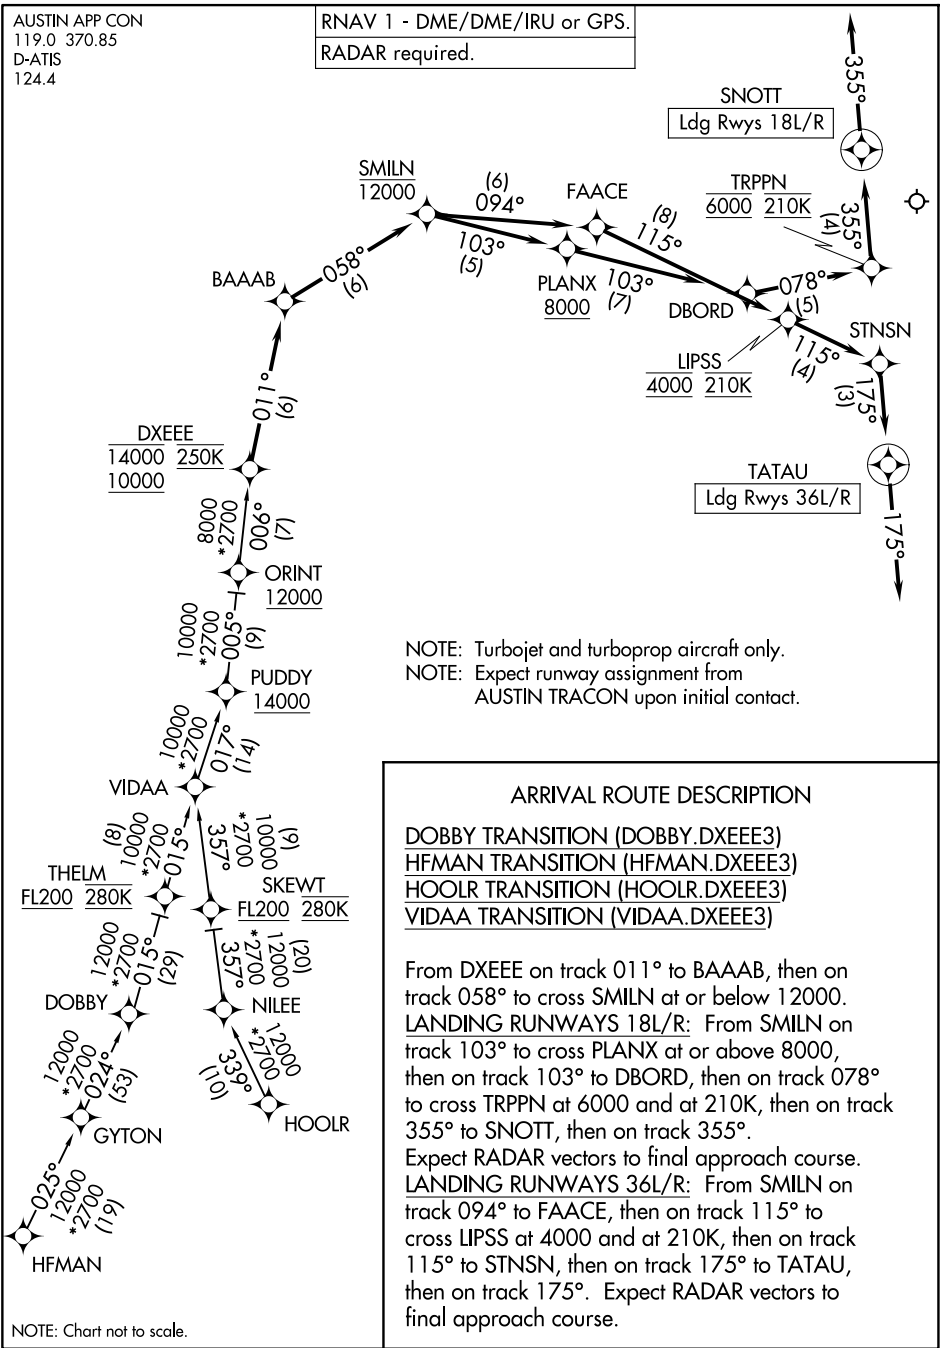 AUSTIN APP CON
119.0 370.85
D-ATIS
124.4
RNAV 1 - DME/DME/IRU or GPS.
RADAR required.
355°
SNOTT
Ldg Rwys 18L/R
SMILN
12000
(6)
094°
FAACE
TRPPN
6000 210K
355°
(4)
(8)
115°
103°
(5)
BAAAB
058°
(6)
PLANX
8000
103°
(7)
DBORD
078°
(5)
STNSN
LIPSS
4000 210K
115°
(4)
175°
(3)
011°
(6)
DXEEE
14000 250K
10000
TATAU
Ldg Rwys 36L/R
175°
8000
*2700
006°
(7)
ORINT
12000
10000
*2700
005°
(9)
PUDDY
14000
NOTE: Turbojet and turboprop aircraft only.
NOTE: Expect runway assignment from
AUSTIN TRACON upon initial contact.
10000
*2700
017°
(14)
VIDAA
(8)
10000
*2700
015°
357°
*2700
10000
(9)
THELM
FL200 280K
SKEWT
FL200 280K
12000
*2700
015°
(29)
357°
*2700
12000
(20)
DOBBY
NILEE
12000
*2700
024°
(53)
339°
(10)
12000
*2700
GYTON
HOOLR
025°
12000
*2700
(19)
HFMAN
NOTE: Chart not to scale.
ARRIVAL ROUTE DESCRIPTION
DOBBY TRANSITION (DOBBY.DXEEE3)
HFMAN TRANSITION (HFMAN.DXEEE3)
HOOLR TRANSITION (HOOLR.DXEEE3)
VIDAA TRANSITION (VIDAA.DXEEE3)
From DXEEE on track 011° to BAAAB, then on
track 058° to cross SMILN at or below 12000.
LANDING RUNWAYS 18L/R: From SMILN on
track 103° to cross PLANX at or above 8000,
then on track 103° to DBORD, then on track 078°
to cross TRPPN at 6000 and at 210K, then on track
355° to SNOTT, then on track 355°.
Expect RADAR vectors to final approach course.
LANDING RUNWAYS 36L/R: From SMILN on
track 094° to FAACE, then on track 115° to
cross LIPSS at 4000 and at 210K, then on track
115° to STNSN, then on track 175° to TATAU,
then on track 175°. Expect RADAR vectors to
final approach course.